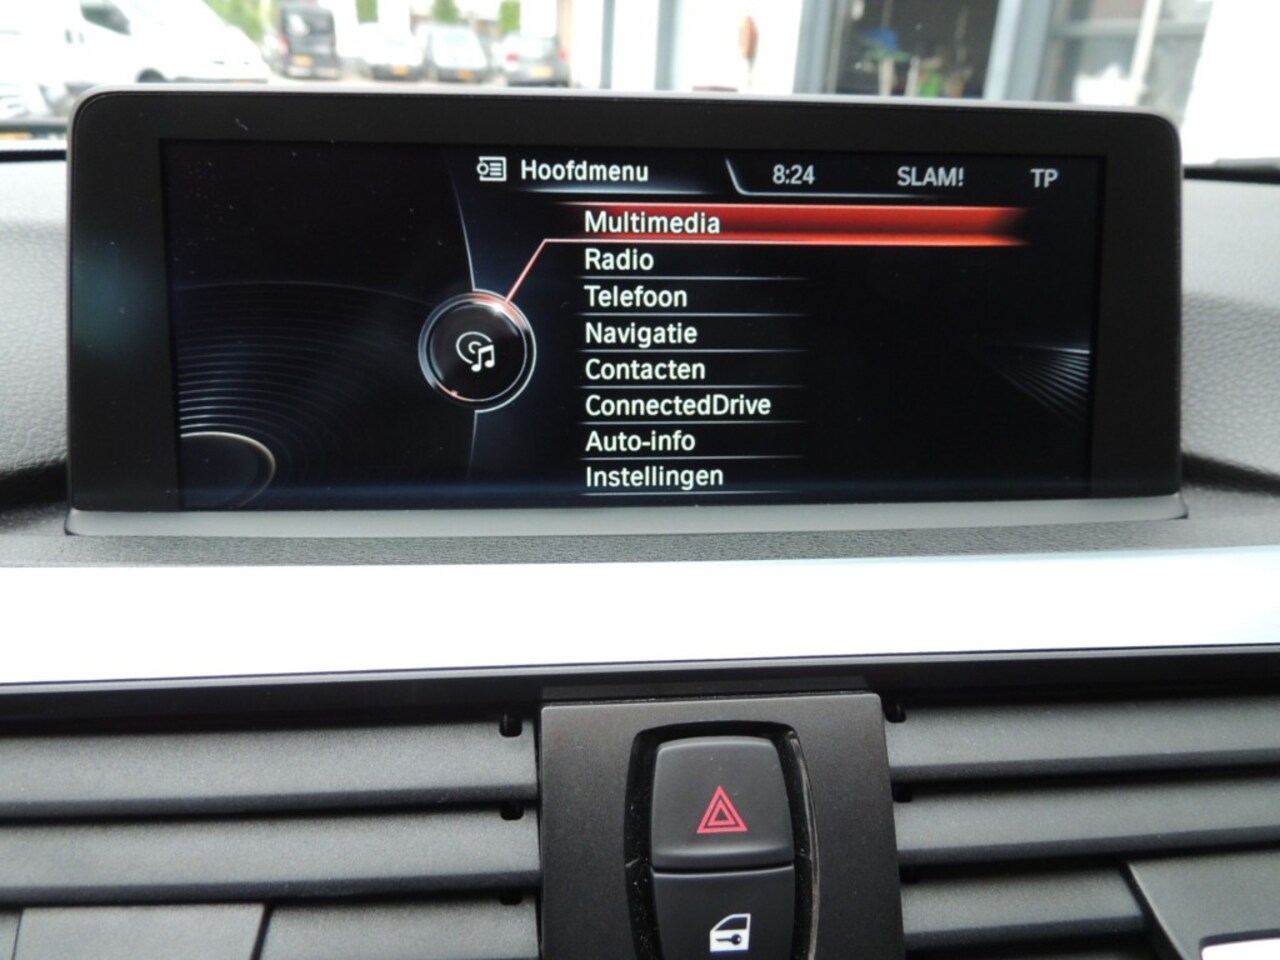 Hoofdmenu 8:24 SLAM! TP
Multimedia
Radio
Telefoon
Navigatie
Contacten
ConnectedDrive
Auto-info
Instellingen